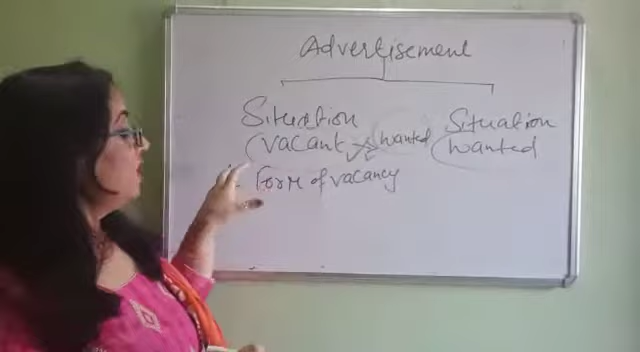 Advertisement
Situation
vacant wanted
Form of vacancy
Situation
wanted